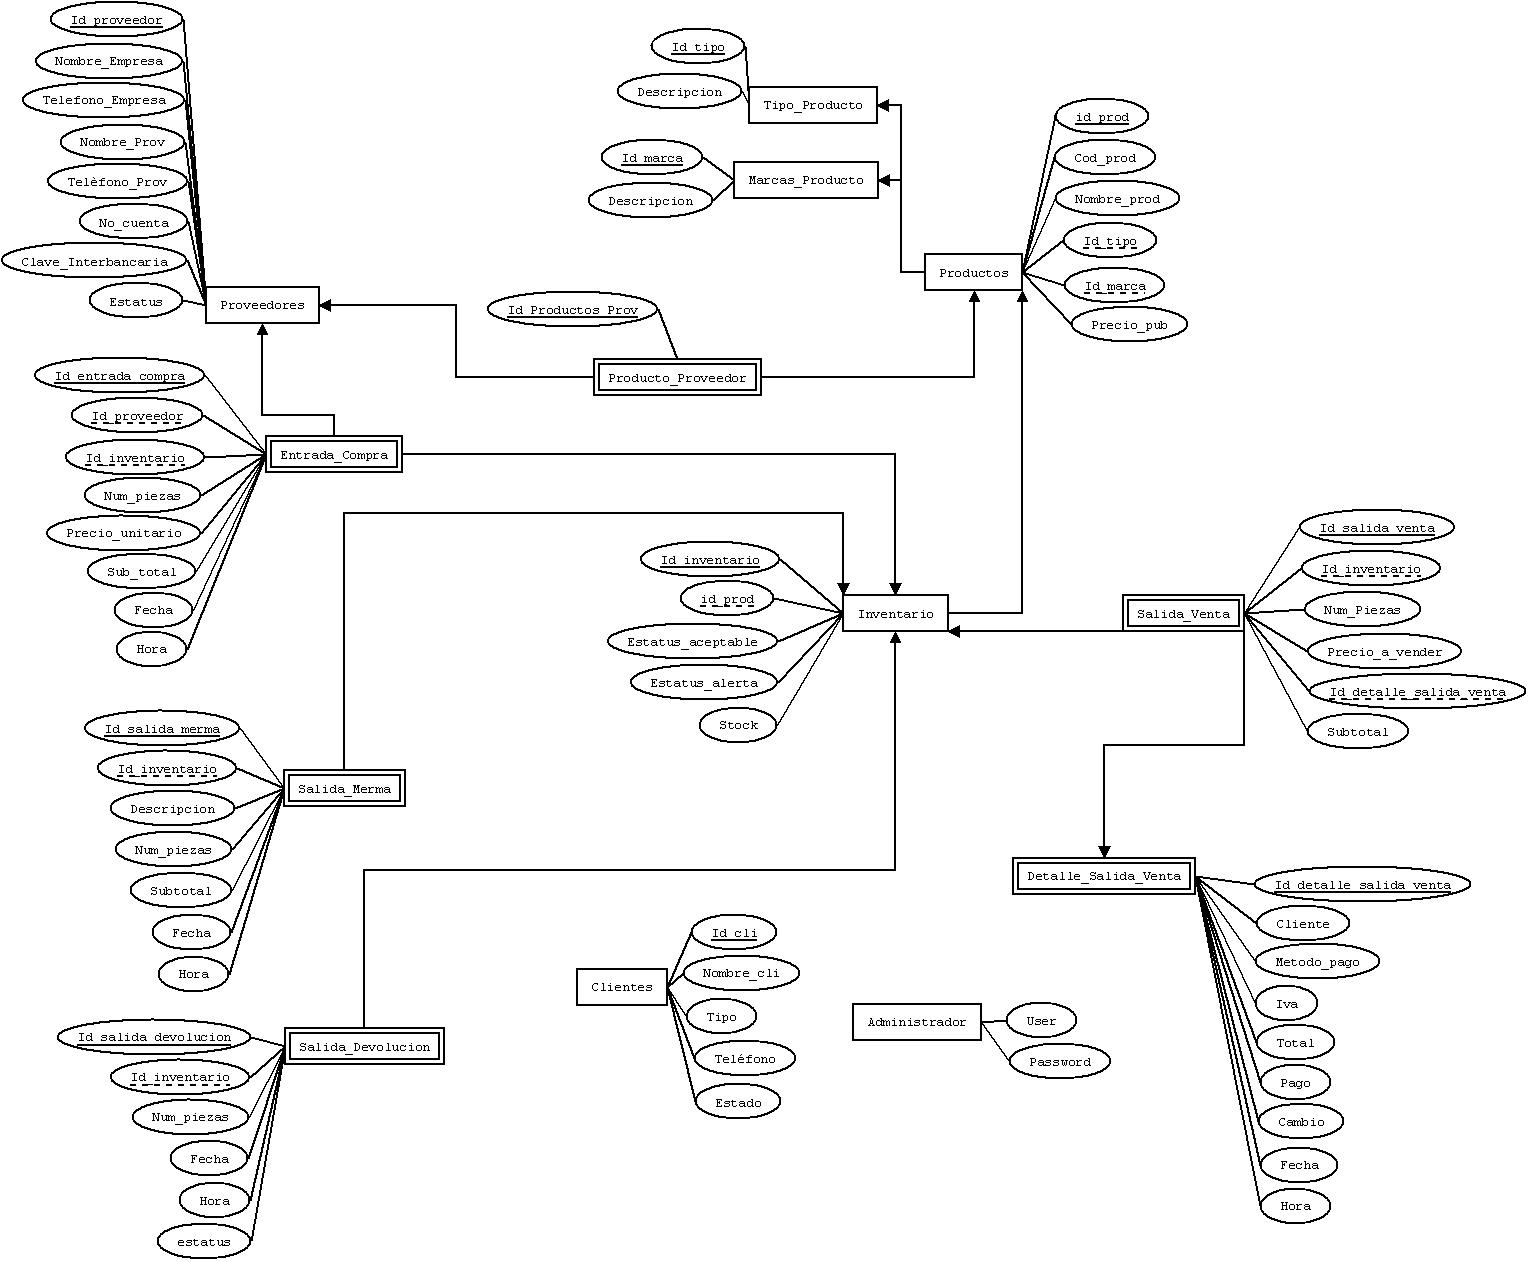 Id_proveedor
Nombre_Empresa
Telefono_Empresa
Nombre_Prov
Telèfono_Prov
No_cuenta
Clave_Interbancaria
Estatus
Proveedores
Id_tipo
Descripcion
Tipo_Producto
Id_marca
Descripcion
Marcas_Producto
id_prod
Cod_prod
Nombre_prod
Id_tipo
Id_marca
Precio_pub
Productos
Id_Productos_Prov
Producto_Proveedor
Id_entrada_compra
Id_proveedor
Id_inventario
Num_piezas
Precio_unitario
Sub_total
Fecha
Hora
Entrada_Compra
Id_inventario
id_prod
Estatus_aceptable
Estatus_alerta
Stock
Inventario
Salida_Venta
Id_salida_venta
Id_inventario
Num_Piezas
Precio_a_vender
Id_detalle_salida_venta
Subtotal
Id_salida_merma
Id_inventario
Descripcion
Num_piezas
Subtotal
Fecha
Hora
Salida_Merma
Detalle_Salida_Venta
Id_detalle_salida_venta
Cliente
Metodo_pago
Iva
Total
Pago
Cambio
Fecha
Hora
Id_cli
Nombre_cli
Tipo
Teléfono
Estado
Clientes
Administrador
User
Password
Id_salida_devolucion
Id_inventario
Num_piezas
Fecha
Hora
estatus
Salida_Devolucion